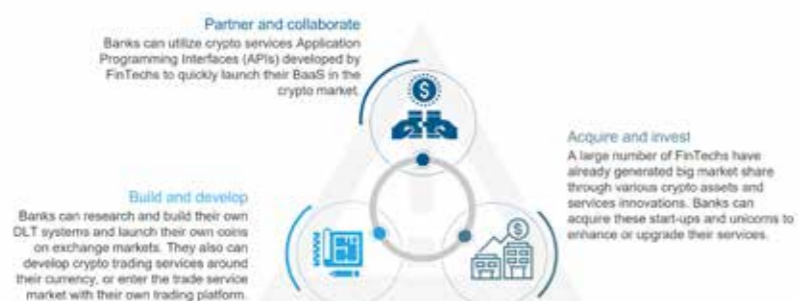 Partner and collaborate
Banks can utilize crypto services Application
Programming Interfaces (APIs) developed by
FinTechs to quickly launch their BaaS in the
crypto market.
Acquire and invest
A large number of FinTechs have
already generated big market share
through various crypto assets and
services innovations. Banks can
acquire these start-ups and unicorns to
enhance or upgrade their services.
Build and develop
Banks can research and build their own
DLT systems and launch their own coins
on exchange markets. They also can
develop crypto trading services around
their currency, or enter the trade service
market with their own trading platform.